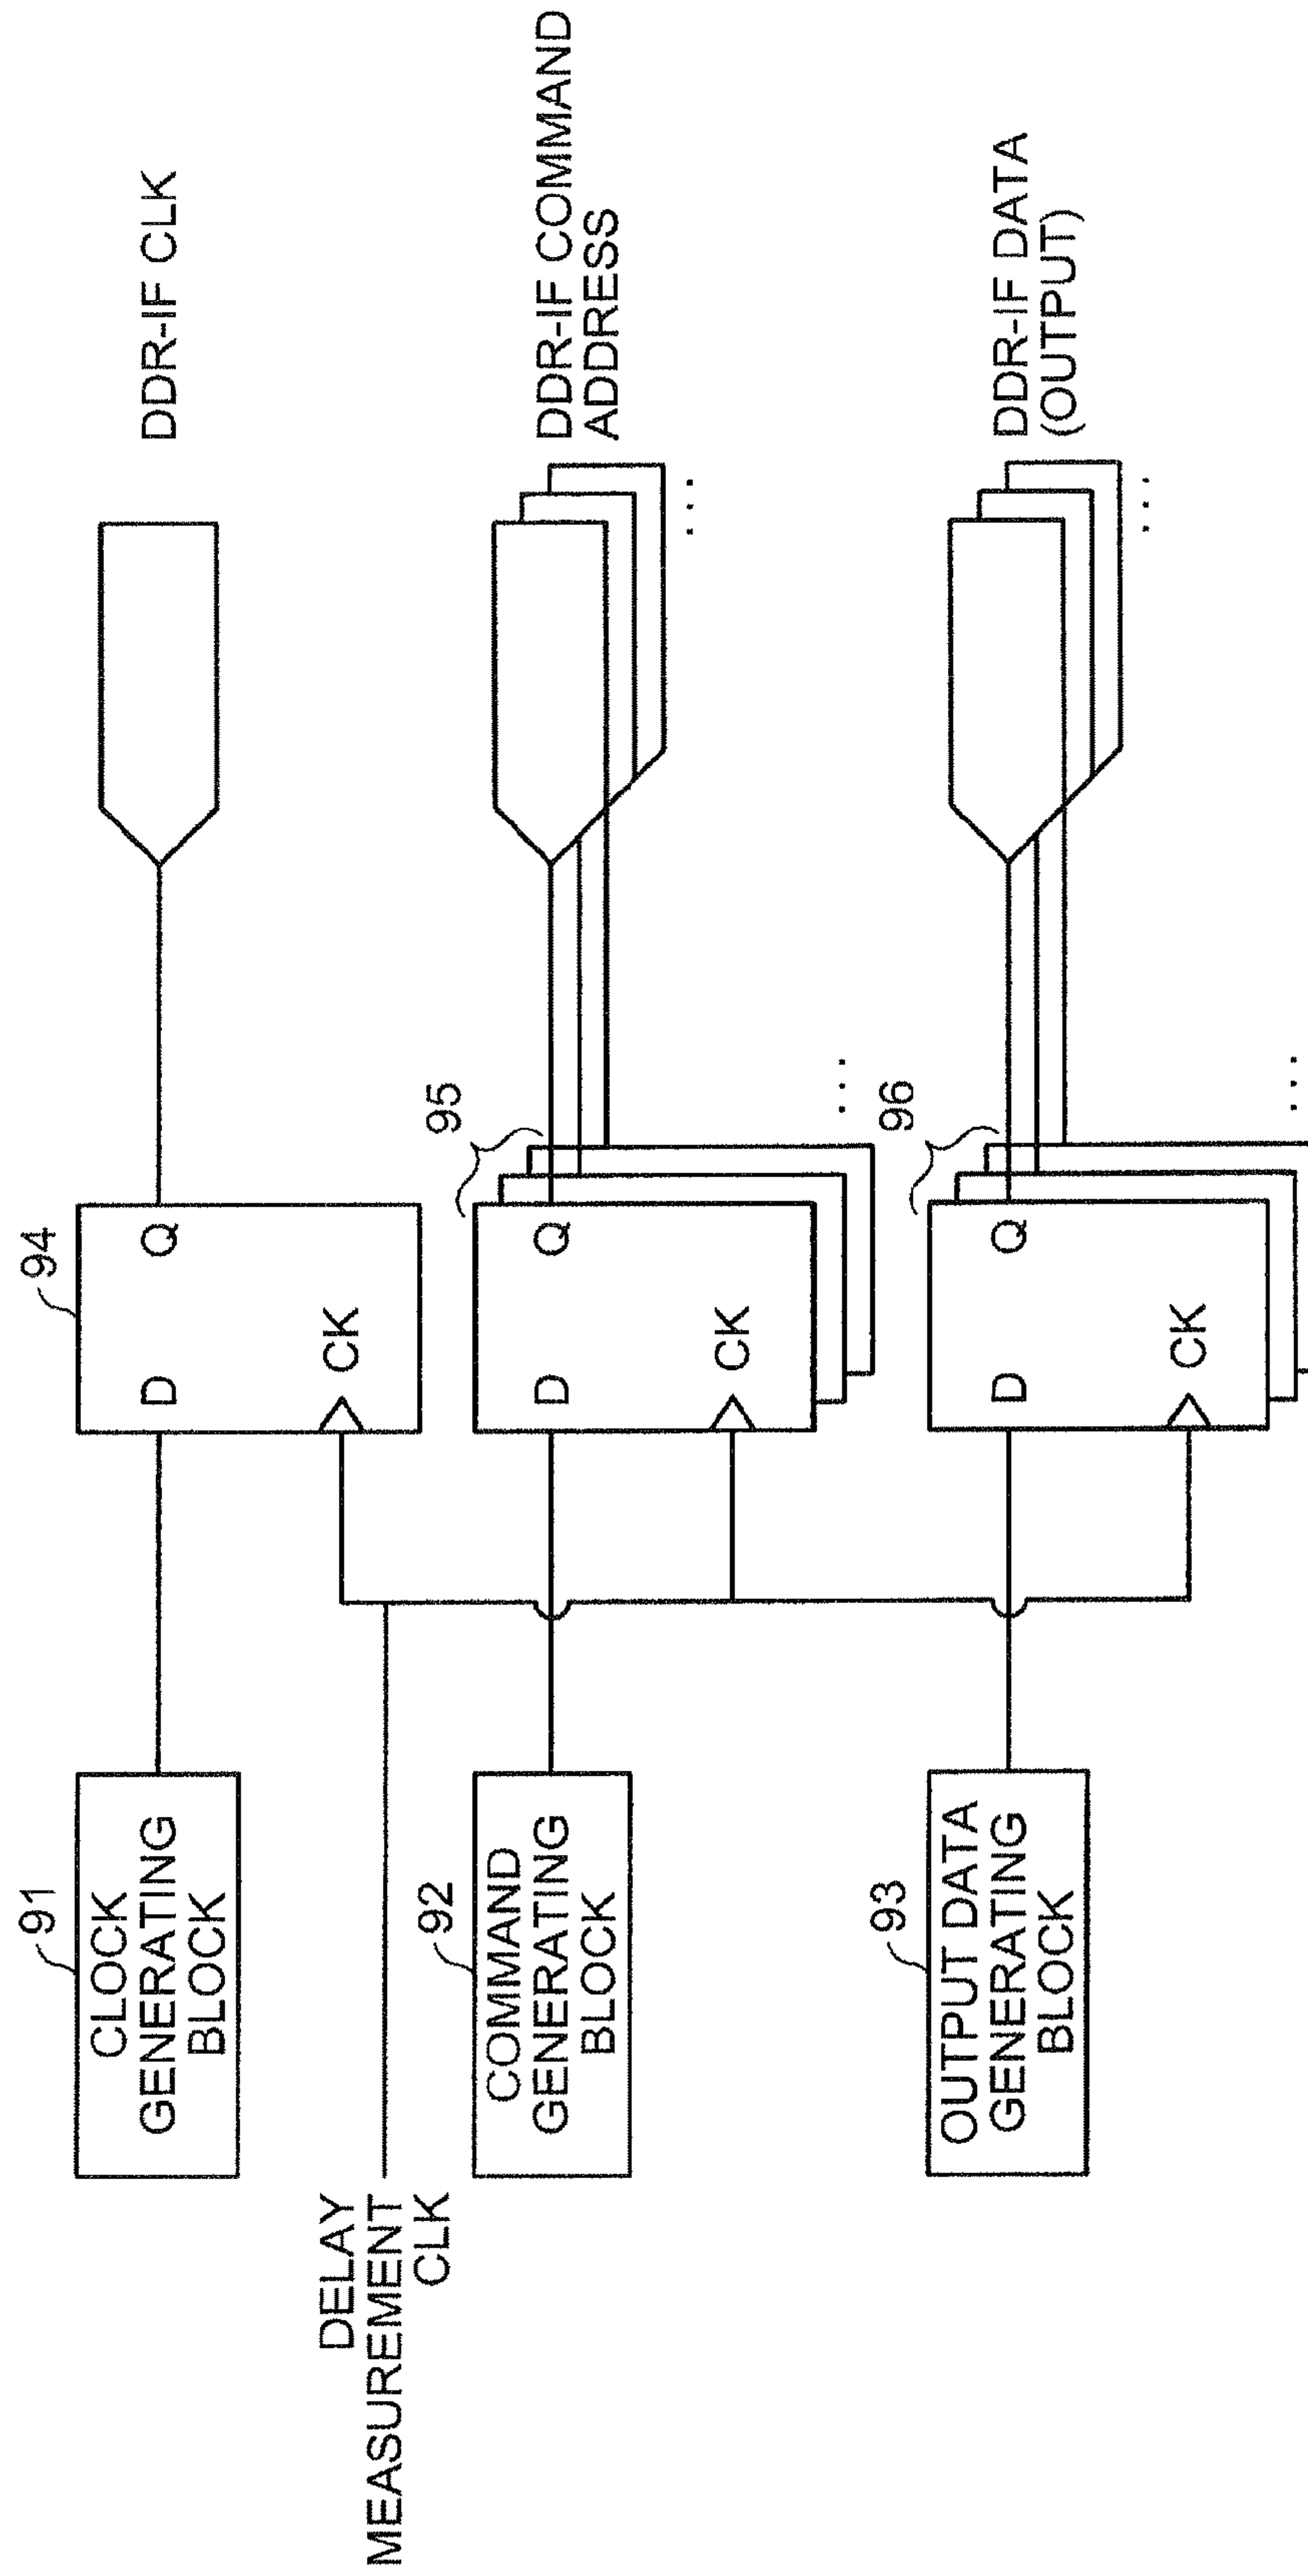 91
CLOCK
GENERATING
BLOCK
94
D
Q
CK
DDR-IF CLK
DELAY
MEASUREMENT
CLK
92
COMMAND
GENERATING
BLOCK
95
D
Q
CK
...
...
DDR-IF COMMAND
ADDRESS
93
OUTPUT DATA
GENERATING
BLOCK
96
D
Q
CK
...
...
DDR-IF DATA
(OUTPUT)